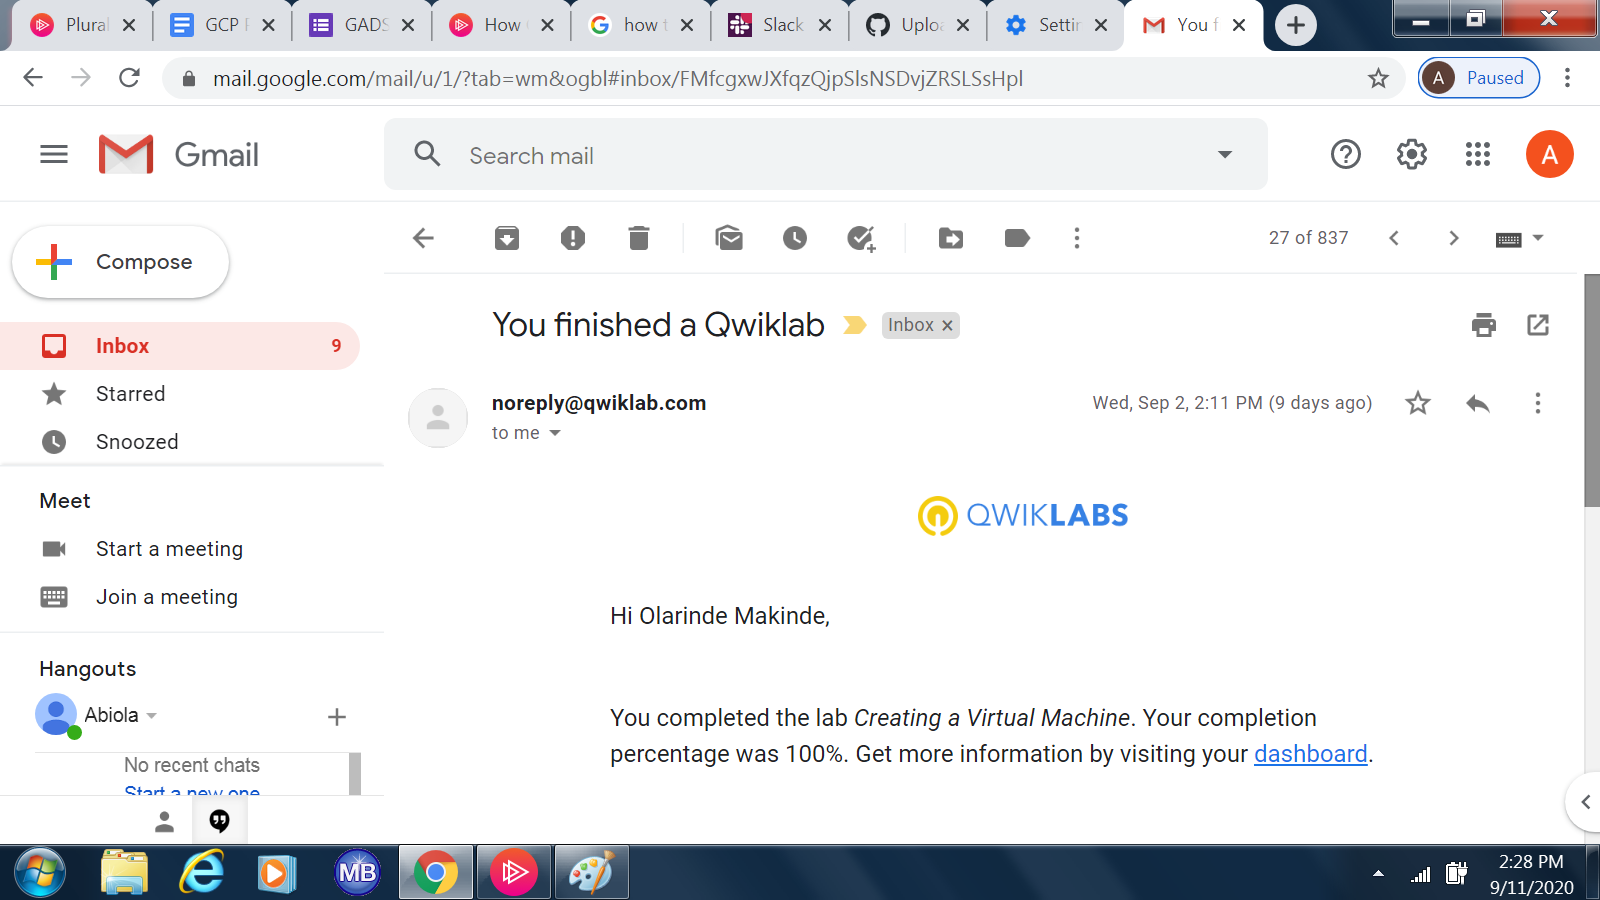 Plural
GCP
GADS
How
how t
Slack
Uploa
Settin
You f
mail.google.com/mail/u/1/?tab=wm&ogbl#inbox/FMfcgxwJXfqzQjpSlsNSDvjZRSLSsHpl
A
Paused
Gmail
Search mail
A
Compose
27 of 837
Inbox
9
Starred
Snoozed
You finished a Qwiklab
Inbox
noreply@qwiklab.com
Wed, Sep 2, 2:11 PM (9 days ago)
to me
Meet
Start a meeting
Join a meeting
QWIKLABS
Hi Olarinde Makinde,
Hangouts
Abiola
No recent chats
Start a new one
You completed the lab Creating a Virtual Machine. Your completion
percentage was 100%. Get more information by visiting your dashboard.
MB
2:28 PM
9/11/2020